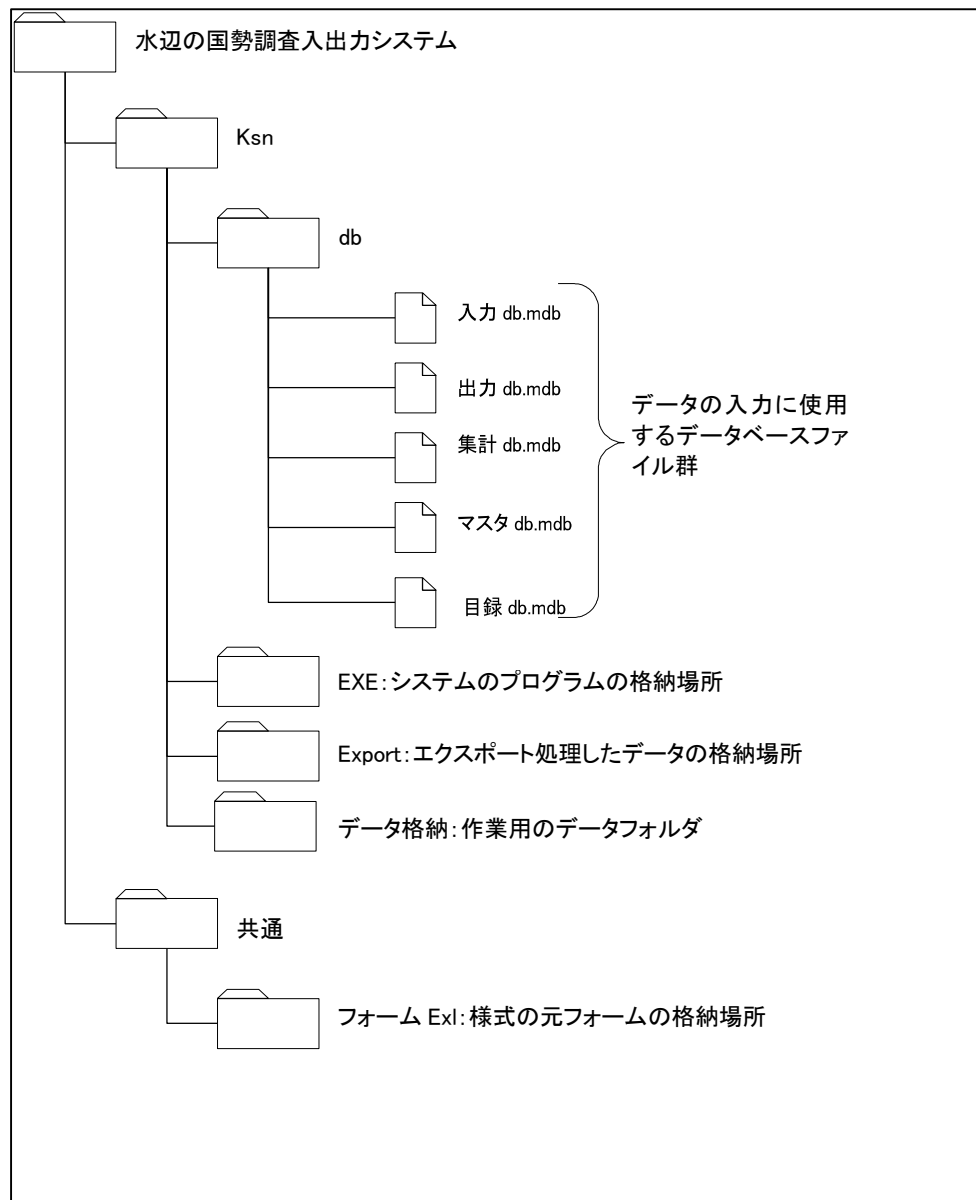 水辺の国勢調査入出力システム
Ksn
db
入力 db.mdb
出力 db.mdb
集計 db.mdb
マスタ db.mdb
目録 db.mdb
データの入力に使用
するデータベースファ
イル群
EXE：システムのプログラムの格納場所
Export：エクスポート処理したデータの格納場所
データ格納：作業用のデータフォルダ
共通
フォーム Exl：様式の元フォームの格納場所